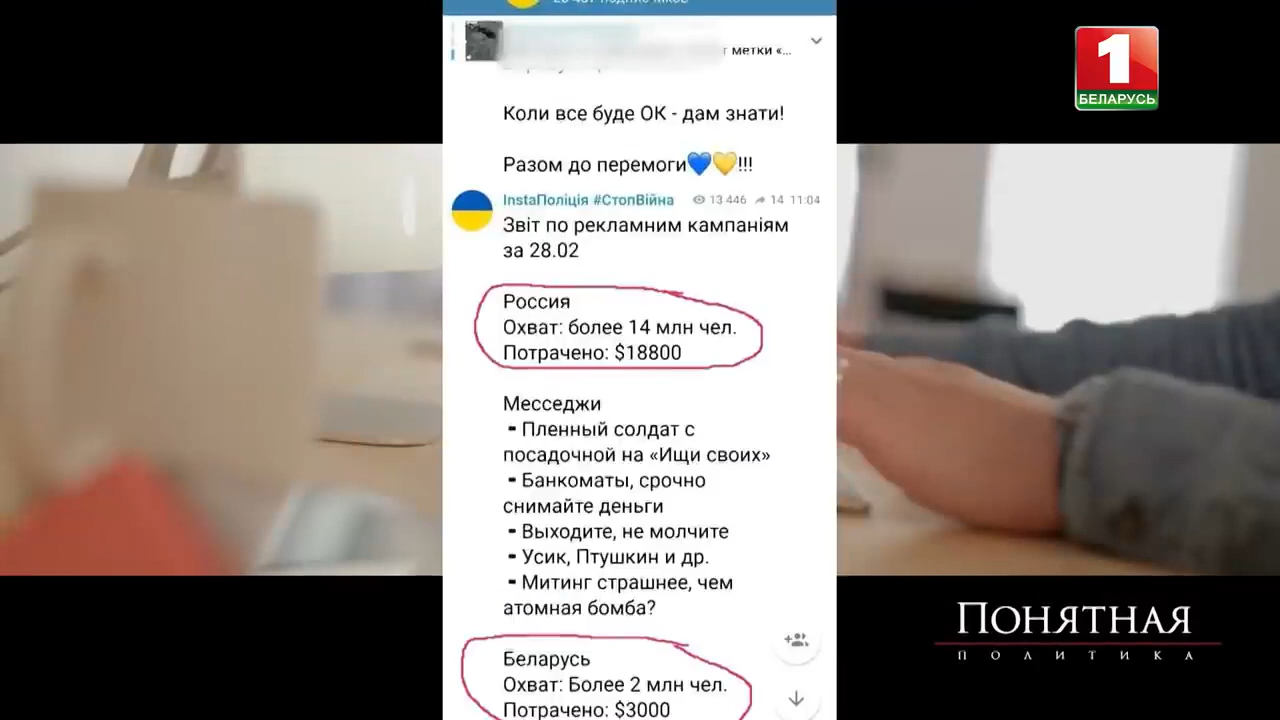 метки «...
Коли все буде ОК - дам знати!
Разом до перемоги💙💛!!!
InstaПоліція #СтопВійна 13 446 14 11:04
Звіт по рекламним кампаніям
за 28.02
Россия
Охват: более 14 млн чел.
Потрачено: $18800
Месседжи
- Пленный солдат с
посадочной на «Ищи своих»
- Банкоматы, срочно
снимайте деньги
- Выходите, не молчите
- Усик, Птушкин и др.
- Митинг страшнее, чем
атомная бомба?
Беларусь
Охват: Более 2 млн чел.
Потрачено: $3000
1
БЕЛАРУСЬ
ПОНЯТНАЯ
ПОЛИТИКА